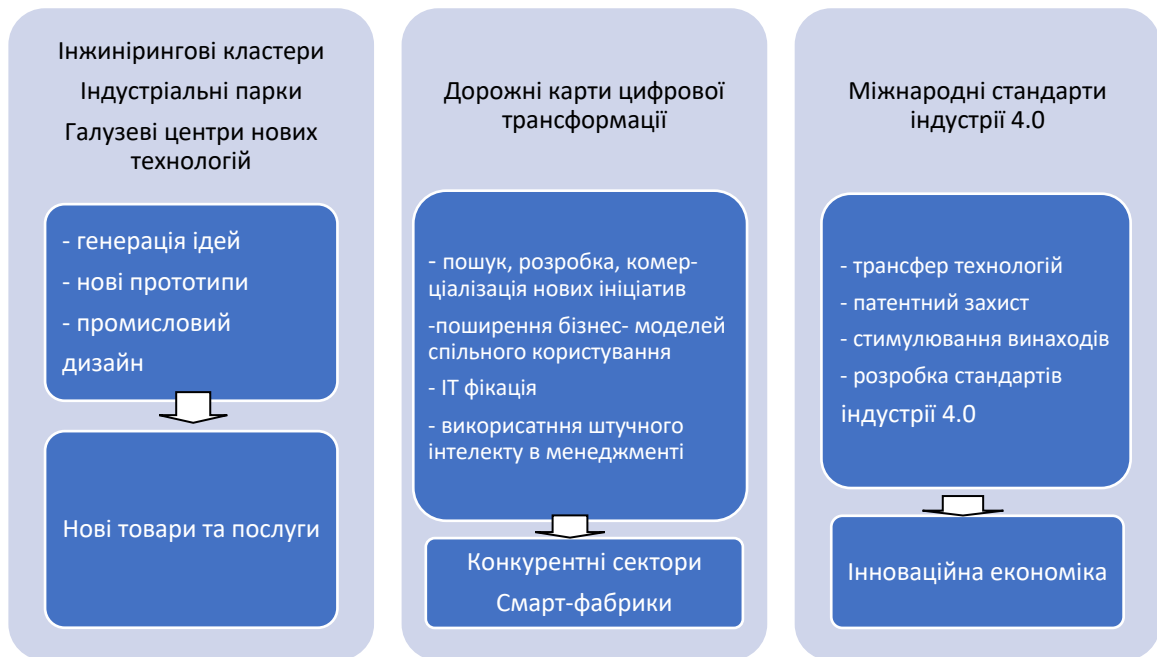 Інжинірингові кластери
Індустріальні парки
Галузеві центри нових
технологій
- генерація ідей
- нові прототипи
- промисловий
дизайн
Нові товари та послуги
Дорожні карти цифрової
трансформації
- пошук, розробка, комер-
ціалізація нових ініціатив
-поширення бізнес- моделей
спільного користування
- ІТ фікація
- викорисатння штучного
інтелекту в менеджменті
Конкурентні сектори
Смарт-фабрики
Міжнародні стандарти
індустрії 4.0
- трансфер технологій
- патентний захист
- стимулювання винаходів
- розробка стандартів
індустрії 4.0
Інноваційна економіка